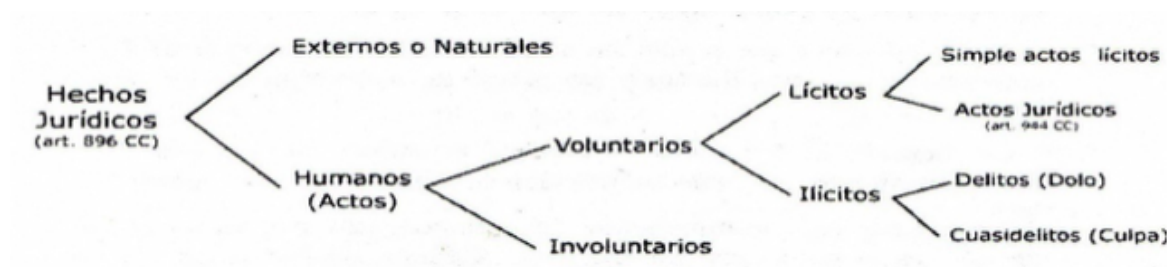 Hechos
Jurídicos
(art. 896 CC)
Externos o Naturales
Humanos
(Actos)
Voluntarios
Involuntarios
Lícitos
Ilícitos
Simple actos lícitos
Actos Jurídicos
(art. 944 CC)
Delitos (Dolo)
Cuasidelitos (Culpa)